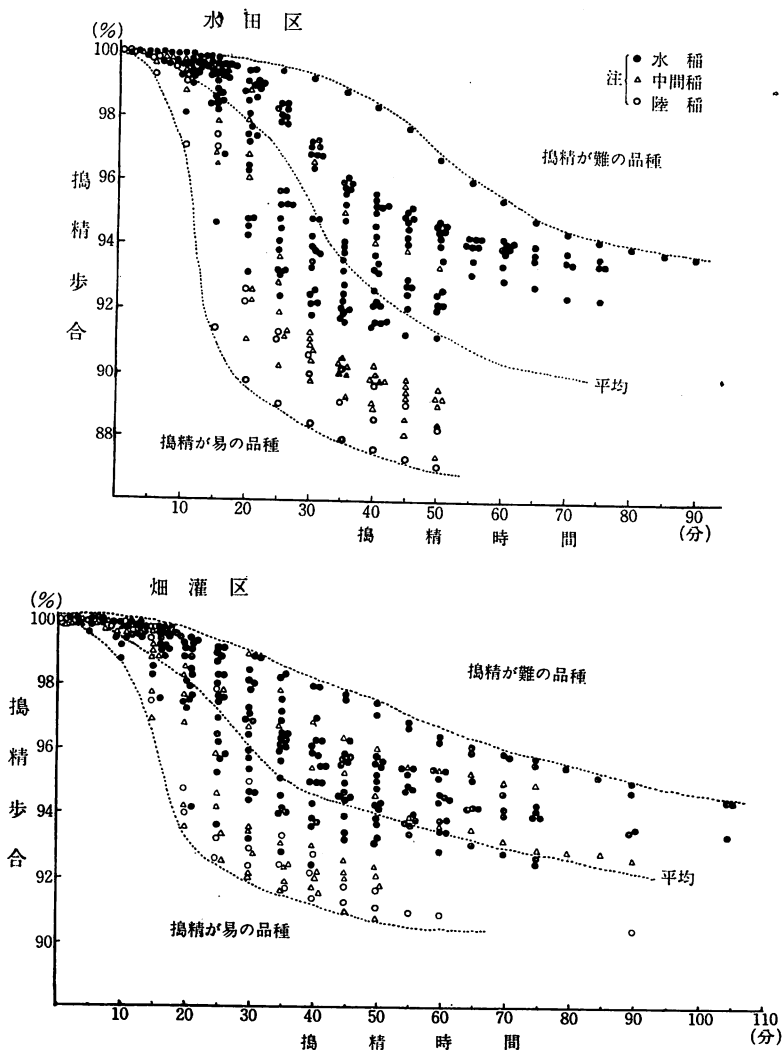 水田区
(%)
100
98
96
94
92
90
88
搗精歩合
注
● 水稲
△ 中間稲
○ 陸稲
搗精が難の品種
平均
搗精が易の品種
10 20 30 40 50 60 70 80 90
搗精時間 (分)
畑灌区
(%)
100
98
96
94
92
90
搗精歩合
搗精が難の品種
平均
搗精が易の品種
10 20 30 40 50 60 70 80 90 100 110
搗精時間 (分)